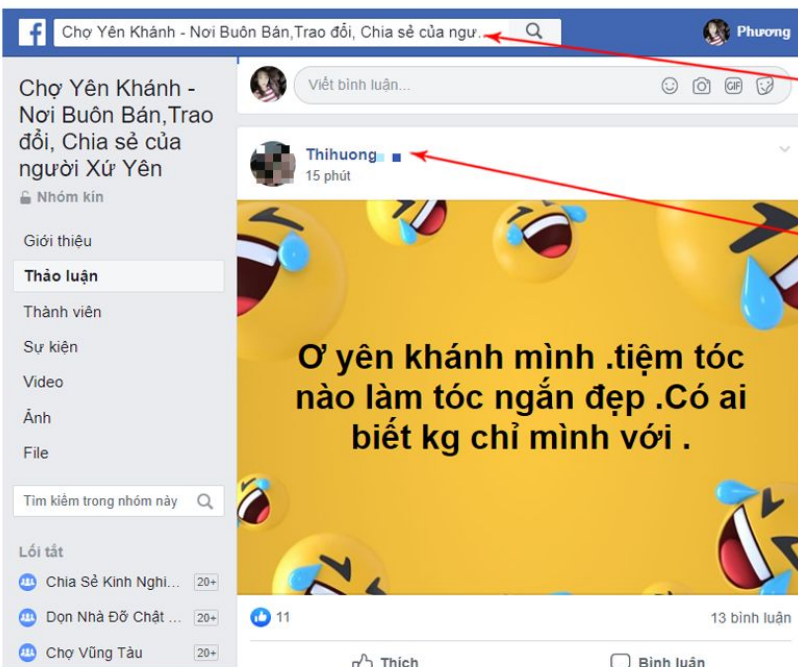 Chợ Yên Khánh - Nơi Buôn Bán,Trao đổi, Chia sẻ của ngư...
Phương
Chợ Yên Khánh -
Nơi Buôn Bán,Trao
đổi, Chia sẻ của
người Xứ Yên
Nhóm kín
Giới thiệu
Thảo luận
Thành viên
Sự kiện
Video
Ảnh
File
Tìm kiếm trong nhóm này
Lối tắt
Chia Sẻ Kinh Nghi... 20+
Dọn Nhà Đỡ Chật ... 20+
Chợ Vũng Tàu 20+
Viết bình luận...
GIF
Thihuong
15 phút
Ơ yên khánh mình .tiệm tóc
nào làm tóc ngắn đẹp .Có ai
biết kg chỉ mình với .
11
13 bình luận
Thích
Bình luận